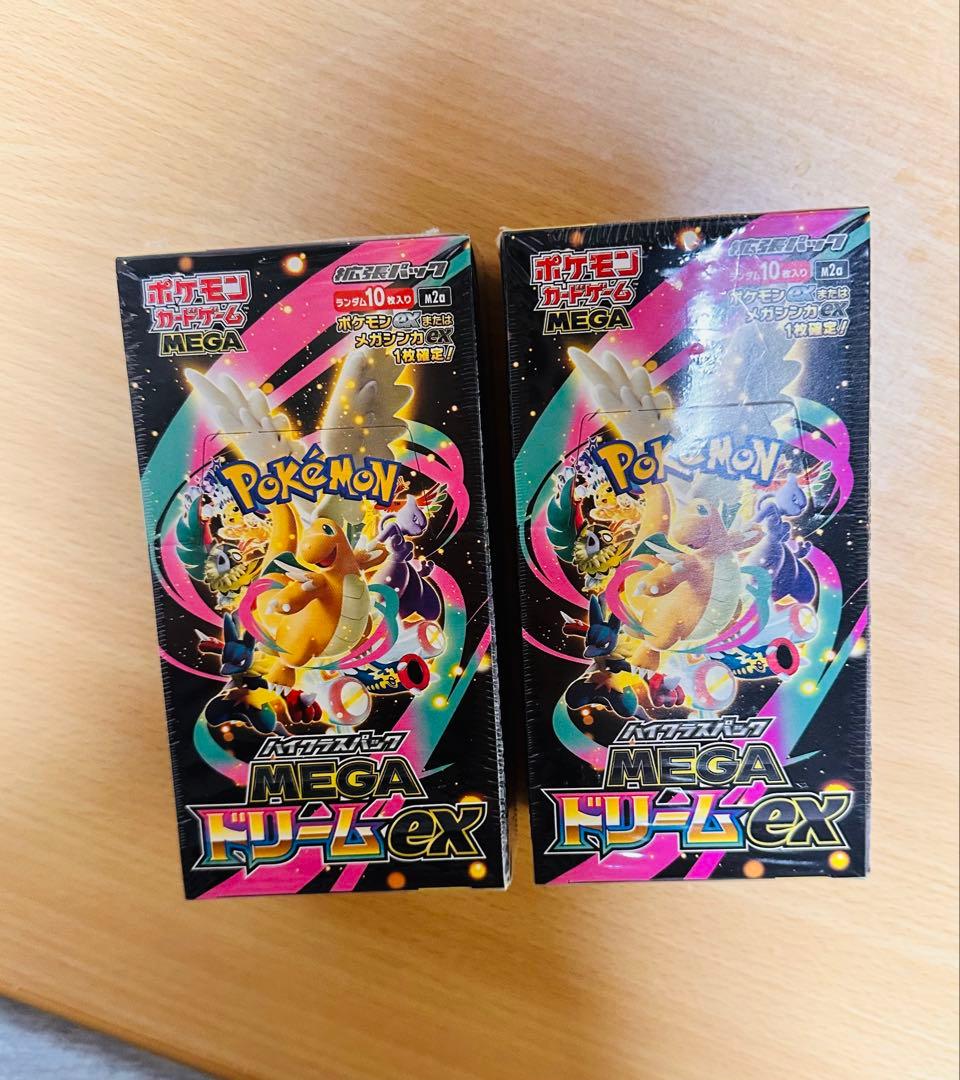 ポケモン
カードゲーム
MEGA
拡張パック
ランダム10枚入り M2a
ポケモンexまたは
メガシンカex
1枚確定!
POKéMON
ハイクラスパック
MEGA
ドリームex
ポケモン
カードゲーム
MEGA
拡張パック
ランダム10枚入り M2a
ポケモンexまたは
メガシンカex
1枚確定!
POKéMON
ハイクラスパック
MEGA
ドリームex